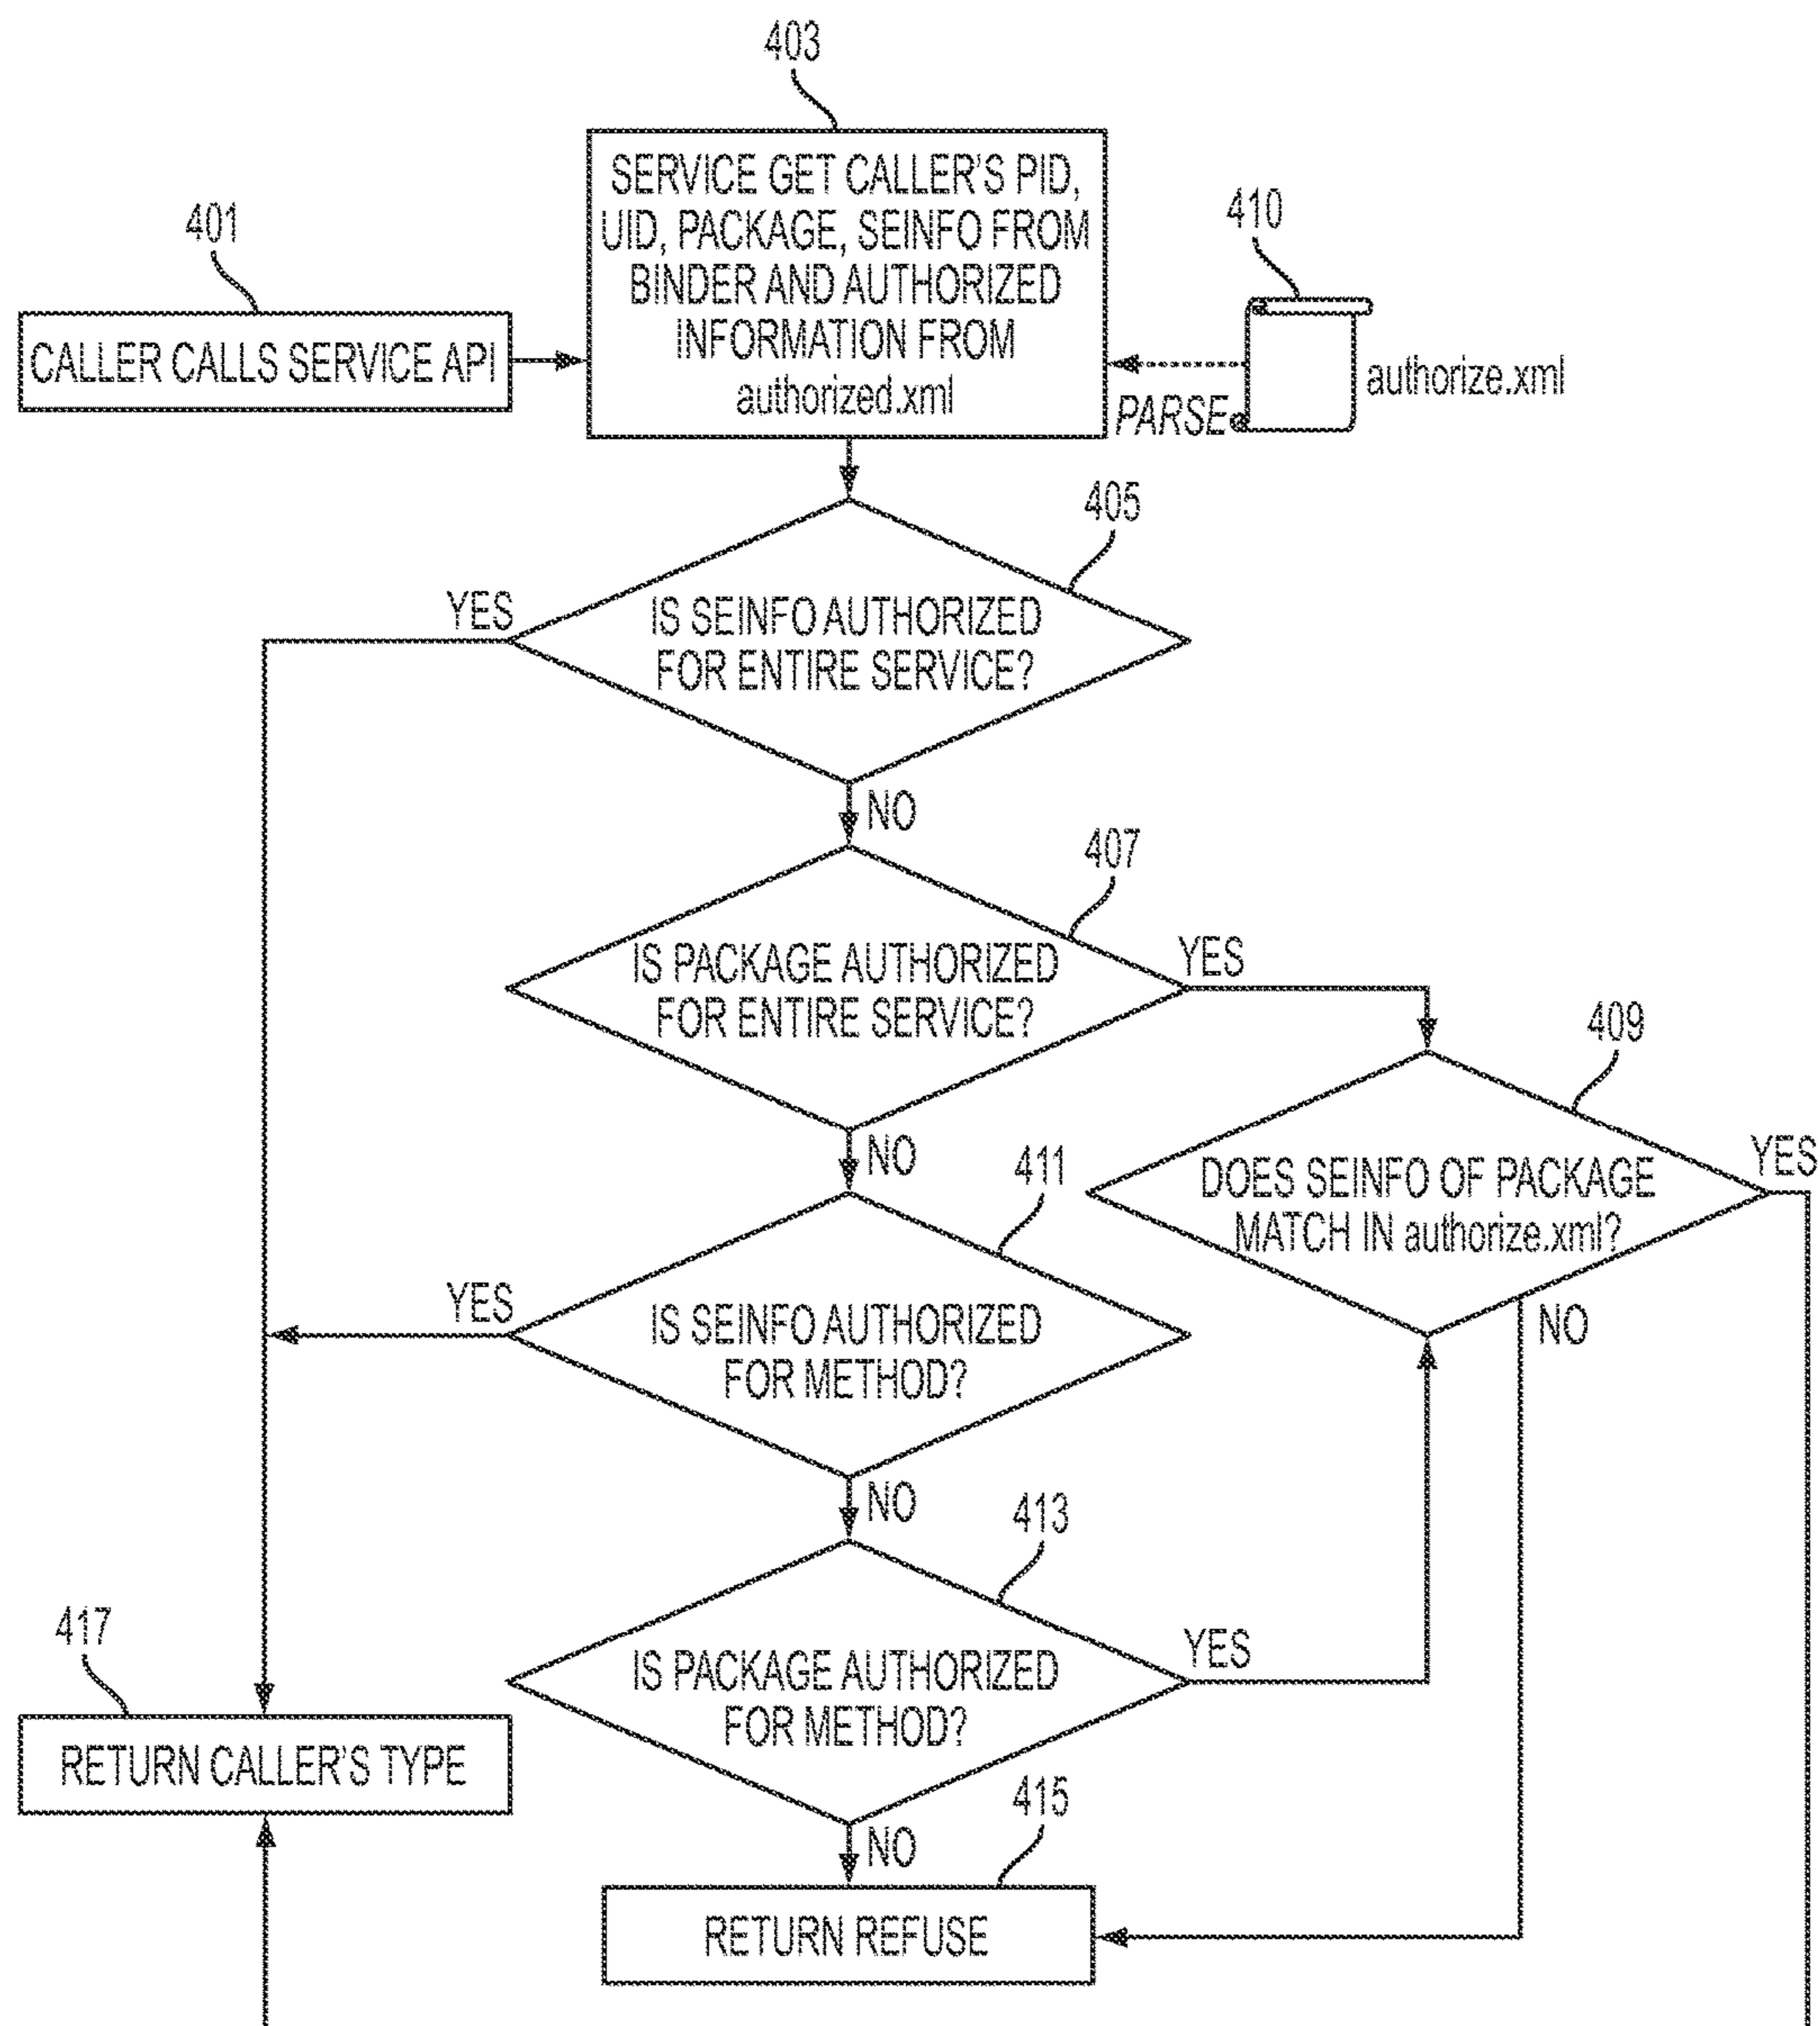 403
SERVICE GET CALLER'S PID,
UID, PACKAGE, SEINFO FROM
BINDER AND AUTHORIZED
INFORMATION FROM
authorized.xml
401
CALLER CALLS SERVICE API
410
authorize.xml
PARSE
405
IS SEINFO AUTHORIZED
FOR ENTIRE SERVICE?
YES
NO
407
IS PACKAGE AUTHORIZED
FOR ENTIRE SERVICE?
YES
NO
409
DOES SEINFO OF PACKAGE
MATCH IN authorize.xml?
YES
NO
411
IS SEINFO AUTHORIZED
FOR METHOD?
YES
NO
413
IS PACKAGE AUTHORIZED
FOR METHOD?
YES
NO
417
RETURN CALLER'S TYPE
415
RETURN REFUSE